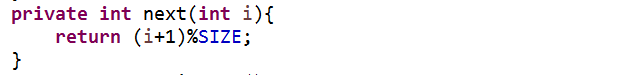 private int next(int i){
    return (i+1)%SIZE;
}